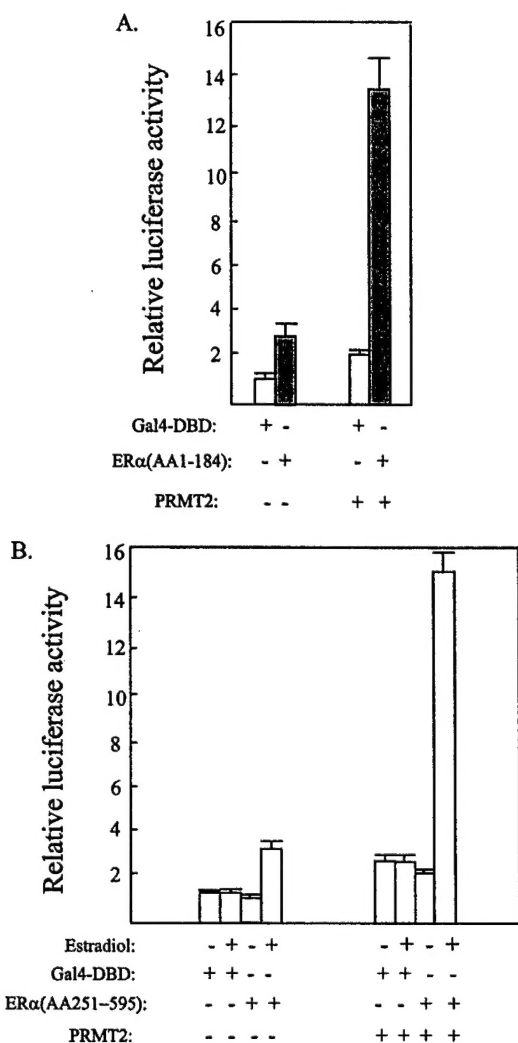 A.
Relative luciferase activity
16
14
12
10
8
6
4
2
Gal4-DBD: + - + -
ERα(AA1-184): - + - +
PRMT2: - - + +
B.
Relative luciferase activity
16
14
12
10
8
6
4
2
Estradiol: - + - + - + - +
Gal4-DBD: + + - - + + - -
ERα(AA251-595): - - + + - - + +
PRMT2: - - - - + + + +